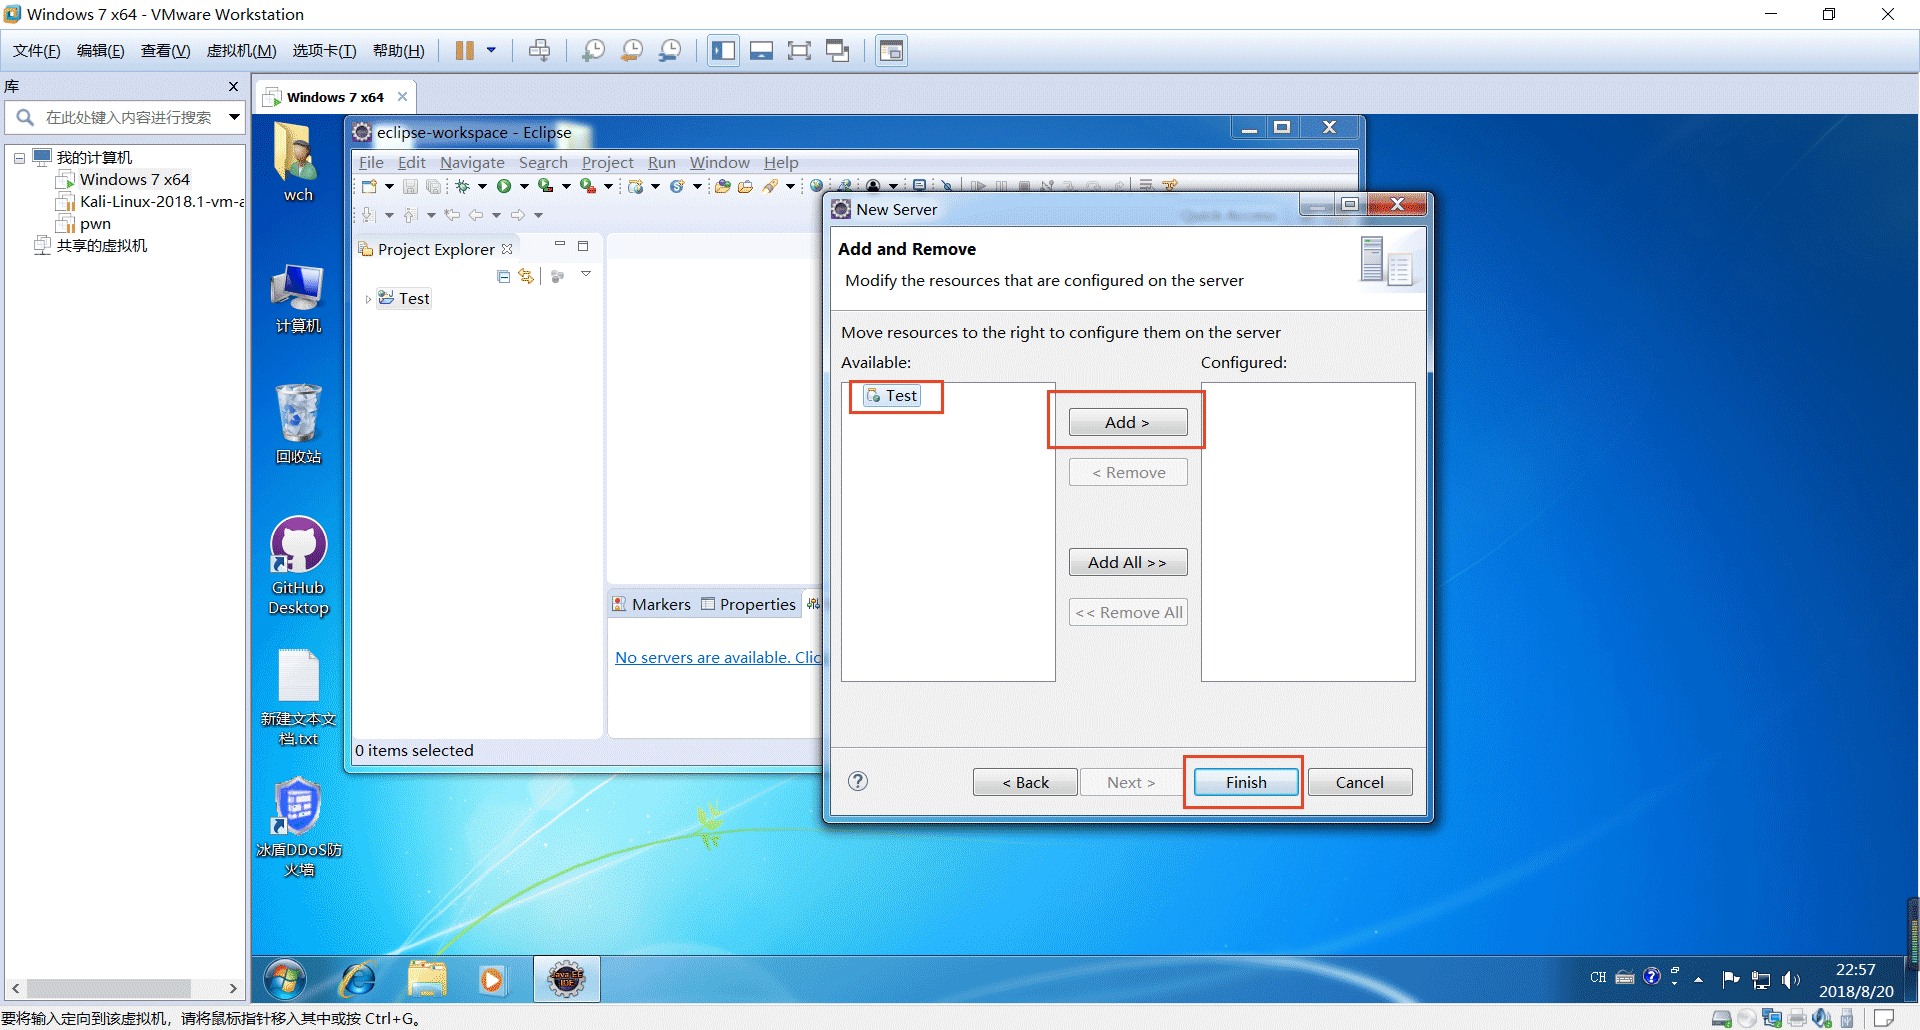 Windows 7 x64 - VMware Workstation
文件(F) 编辑(E) 查看(V) 虚拟机(M) 选项卡(T) 帮助(H)
库
在此处键入内容进行搜索
我的计算机
Windows 7 x64
Kali-Linux-2018.1-vm-a
pwn
共享的虚拟机
Windows 7 x64
wch
计算机
回收站
GitHub
Desktop
新建文本文
档.txt
冰盾DDoS防
火墙
eclipse-workspace - Eclipse
File Edit Navigate Search Project Run Window Help
Project Explorer
Test
Markers Properties
No servers are available. Clic
0 items selected
New Server
Add and Remove
Modify the resources that are configured on the server
Move resources to the right to configure them on the server
Available: Configured:
Test
Add >
< Remove
Add All >>
<< Remove All
< Back Next > Finish Cancel
Java EE
IDE
CH
22:57
2018/8/20
要将输入定向到该虚拟机，请将鼠标指针移入其中或按 Ctrl+G。